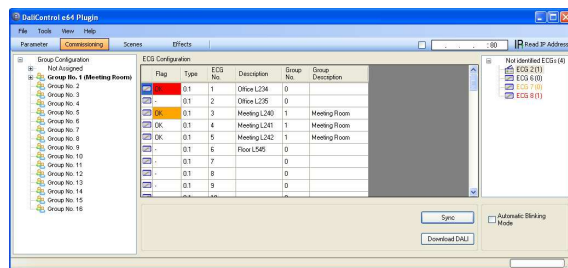 DaliControl e64 Plugin
File Tools View Help
Parameter Commissioning Scenes Effects . . . :80 Read IP Address
Group Configuration
Not Assigned
Group No. 1 (Meeting Room)
Group No. 2
Group No. 3
Group No. 4
Group No. 5
Group No. 6
Group No. 7
Group No. 8
Group No. 9
Group No. 10
Group No. 11
Group No. 12
Group No. 13
Group No. 14
Group No. 15
Group No. 16
ECG Configuration
Flag Type ECG No. Description Group No. Group Description
OK 0.1 1 Office L234 0
- 0.1 2 Office L235 0
OK 0.1 3 Meeting L240 1 Meeting Room
OK 0.1 4 Meeting L241 1 Meeting Room
OK 0.1 5 Meeting L242 1 Meeting Room
- 0.1 6 Floor L545 0
- 0.1 7 0
- 0.1 8 0
- 0.1 9 0
Sync
Download DALI
Not identified ECGs (4)
ECG 2 (1)
ECG 6 (0)
ECG 7 (0)
ECG 8 (1)
Automatic Blinking
Mode